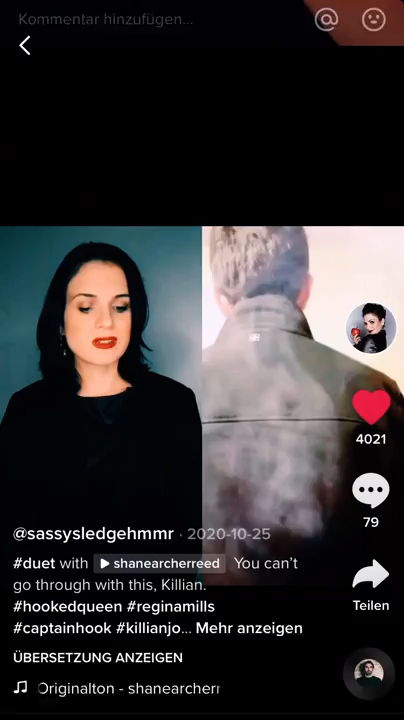 Kommentar hinzufügen...
@sassysledgehmmr · 2020-10-25
#duet with shanearcherreed You can't
go through with this, Killian.
#hookedqueen #reginamills
#captainhook #killianjo... Mehr anzeigen
ÜBERSETZUNG ANZEIGEN
Originalton - shanearcherr
4021
79
Teilen